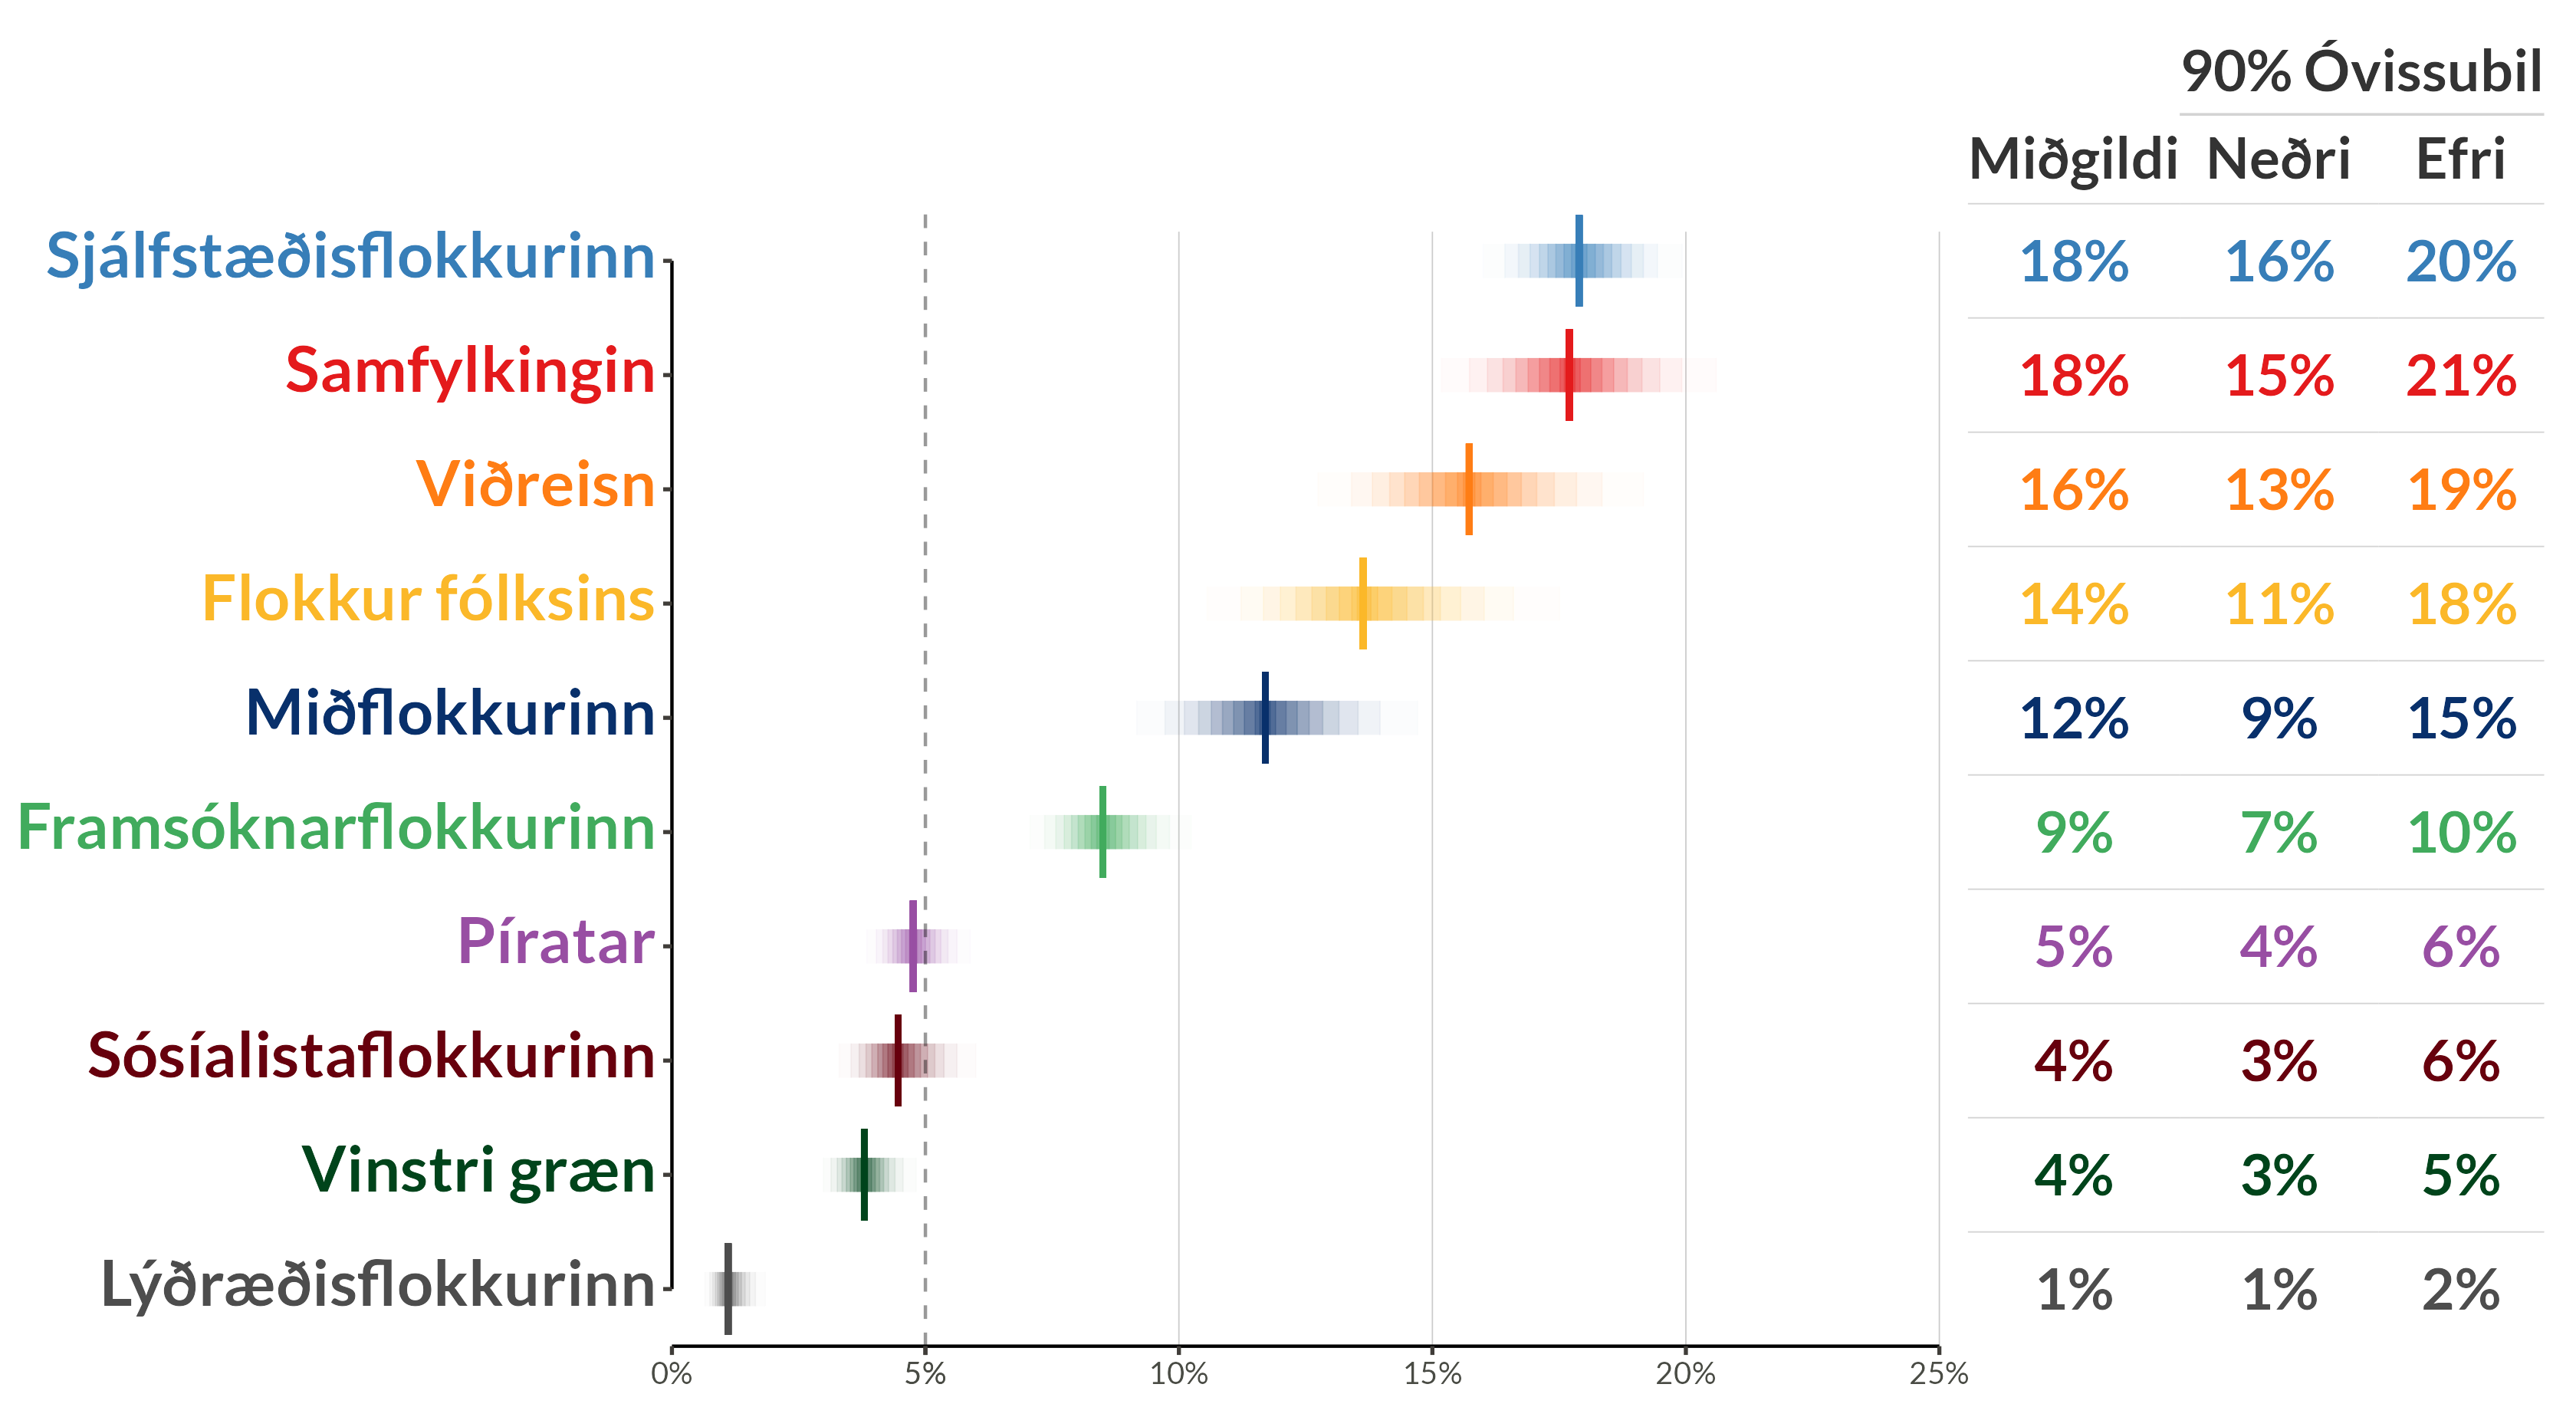 90% Óvissubil
Miðgildi Neðri Efri
Sjálfstæðisflokkurinn 18% 16% 20%
Samfylkingin 18% 15% 21%
Viðreisn 16% 13% 19%
Flokkur fólksins 14% 11% 18%
Miðflokkurinn 12% 9% 15%
Framsóknarflokkurinn 9% 7% 10%
Píratar 5% 4% 6%
Sósíalistaflokkurinn 4% 3% 6%
Vinstri græn 4% 3% 5%
Lýðræðisflokkurinn 1% 1% 2%
0% 5% 10% 15% 20% 25%